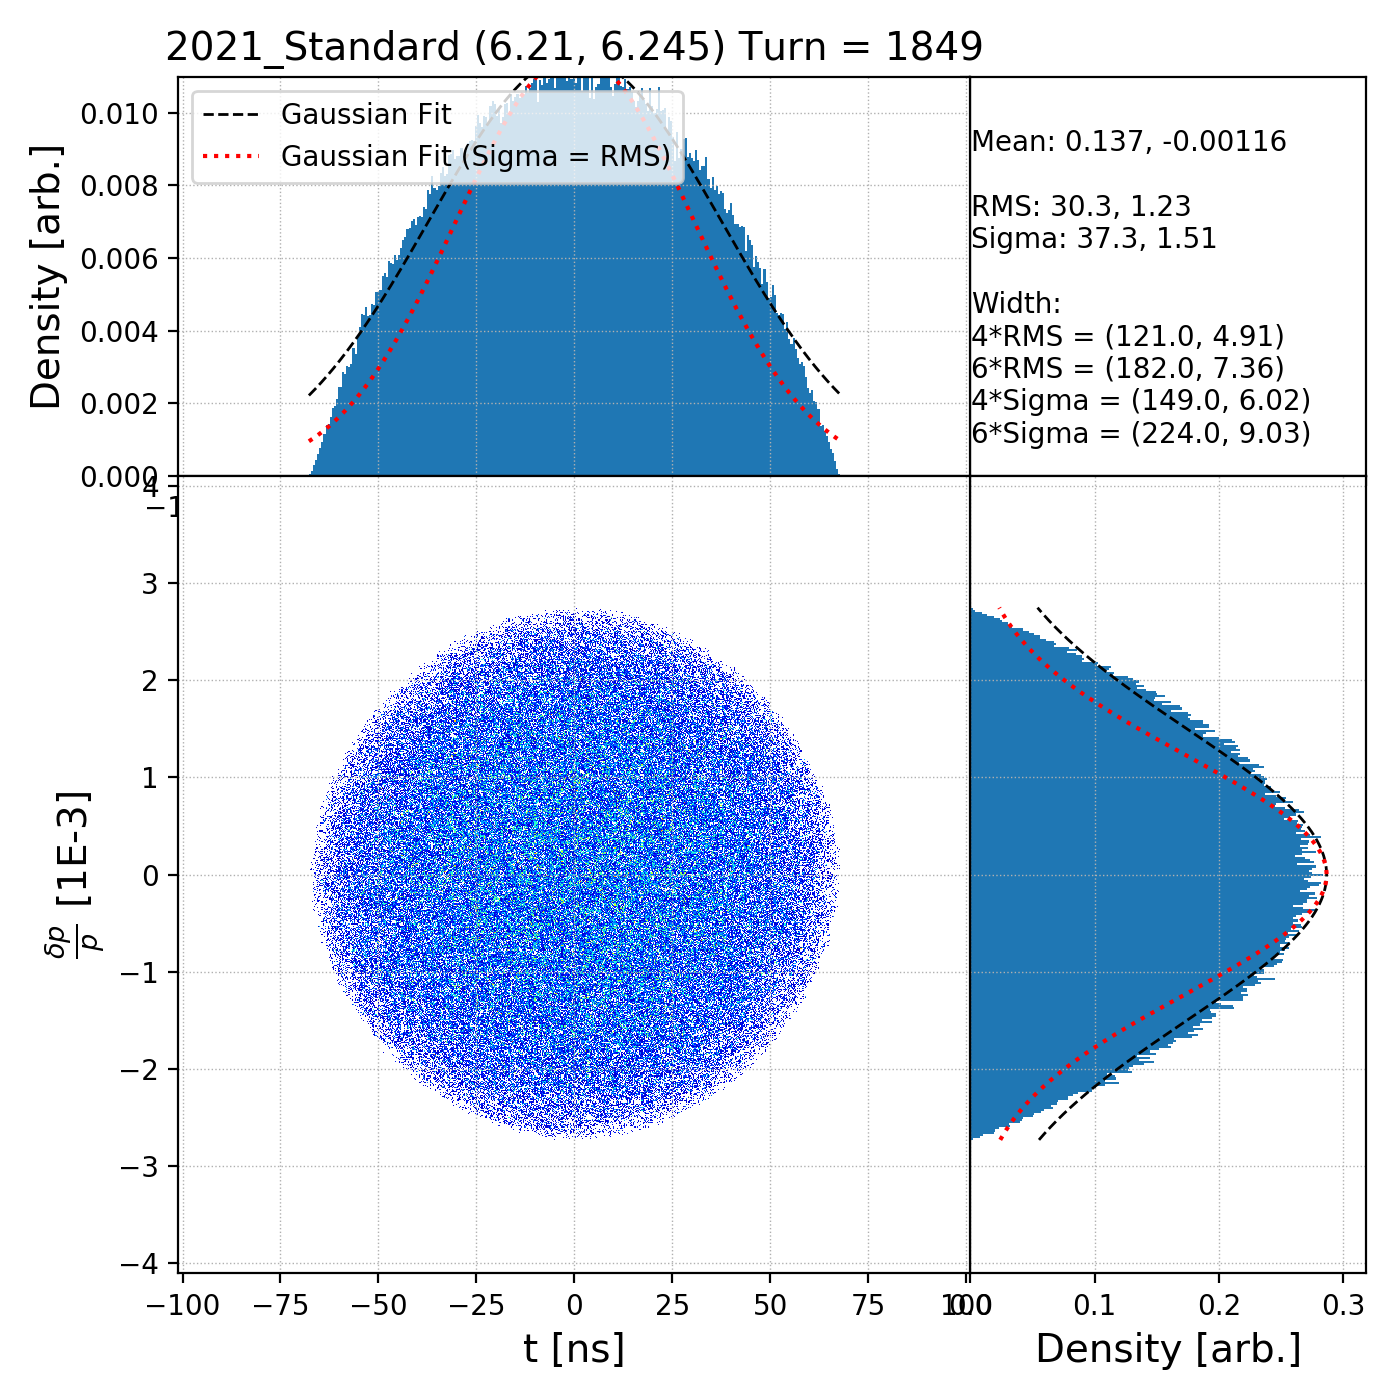 2021_Standard (6.21, 6.245) Turn = 1849
Density [arb.]
0.010
0.008
0.006
0.004
0.002
0.000
Gaussian Fit
Gaussian Fit (Sigma = RMS)
Mean: 0.137, -0.00116
RMS: 30.3, 1.23
Sigma: 37.3, 1.51
Width:
4*RMS = (121.0, 4.91)
6*RMS = (182.0, 7.36)
4*Sigma = (149.0, 6.02)
6*Sigma = (224.0, 9.03)
δp/p [1E-3]
4
−1
3
2
1
0
−1
−2
−3
−4
−100 −75 −50 −25 0 25 50 75 100
0.0 0.1 0.2 0.3
t [ns]
Density [arb.]